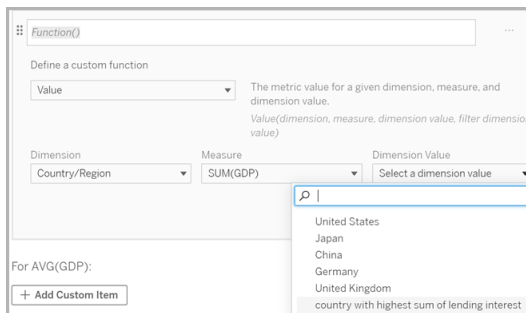 Function()
Define a custom function
Value
The metric value for a given dimension, measure, and
dimension value.
Value(dimension, measure, dimension value, filter dimension
value)
Dimension
Measure
Dimension Value
Country/Region
SUM(GDP)
Select a dimension value
United States
Japan
China
Germany
United Kingdom
country with highest sum of lending interest
For AVG(GDP):
+ Add Custom Item